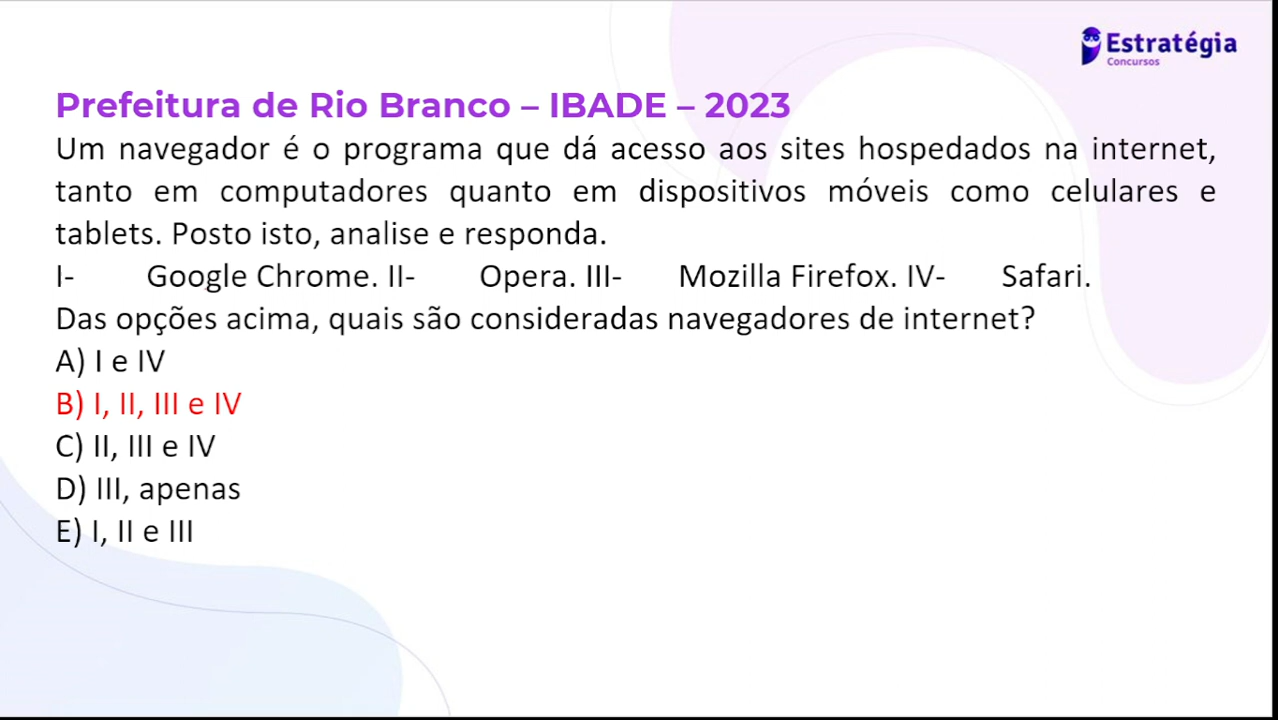 Estratégia
Concursos
Prefeitura de Rio Branco – IBADE – 2023
Um navegador é o programa que dá acesso aos sites hospedados na internet,
tanto em computadores quanto em dispositivos móveis como celulares e
tablets. Posto isto, analise e responda.
I- Google Chrome. II- Opera. III- Mozilla Firefox. IV- Safari.
Das opções acima, quais são consideradas navegadores de internet?
A) I e IV
B) I, II, III e IV
C) II, III e IV
D) III, apenas
E) I, II e III